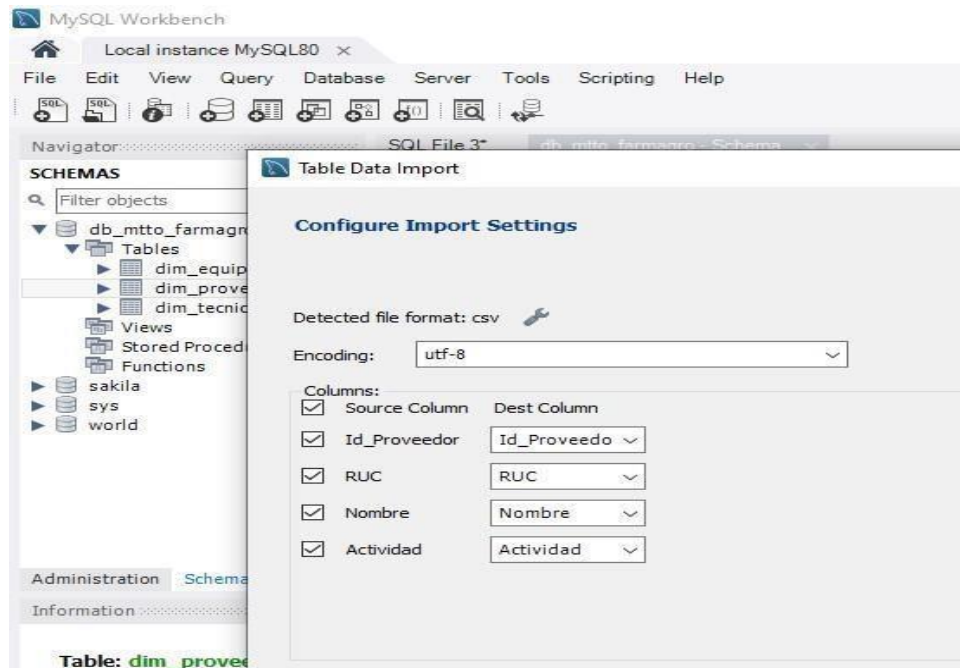 MySQL Workbench
Local instance MySQL80
File Edit View Query Database Server Tools Scripting Help
Navigator
SQL File 3*
db_mtto_farmagro - Schema
SCHEMAS
Filter objects
db_mtto_farmagr
Tables
dim_equip
dim_prove
dim_tecnic
Views
Stored Proced
Functions
sakila
sys
world
Administration Schema
Information
Table: dim_provee
Table Data Import
Configure Import Settings
Detected file format: csv
Encoding: utf-8
Columns:
Source Column Dest Column
Id_Proveedor Id_Proveedo
RUC RUC
Nombre Nombre
Actividad Actividad